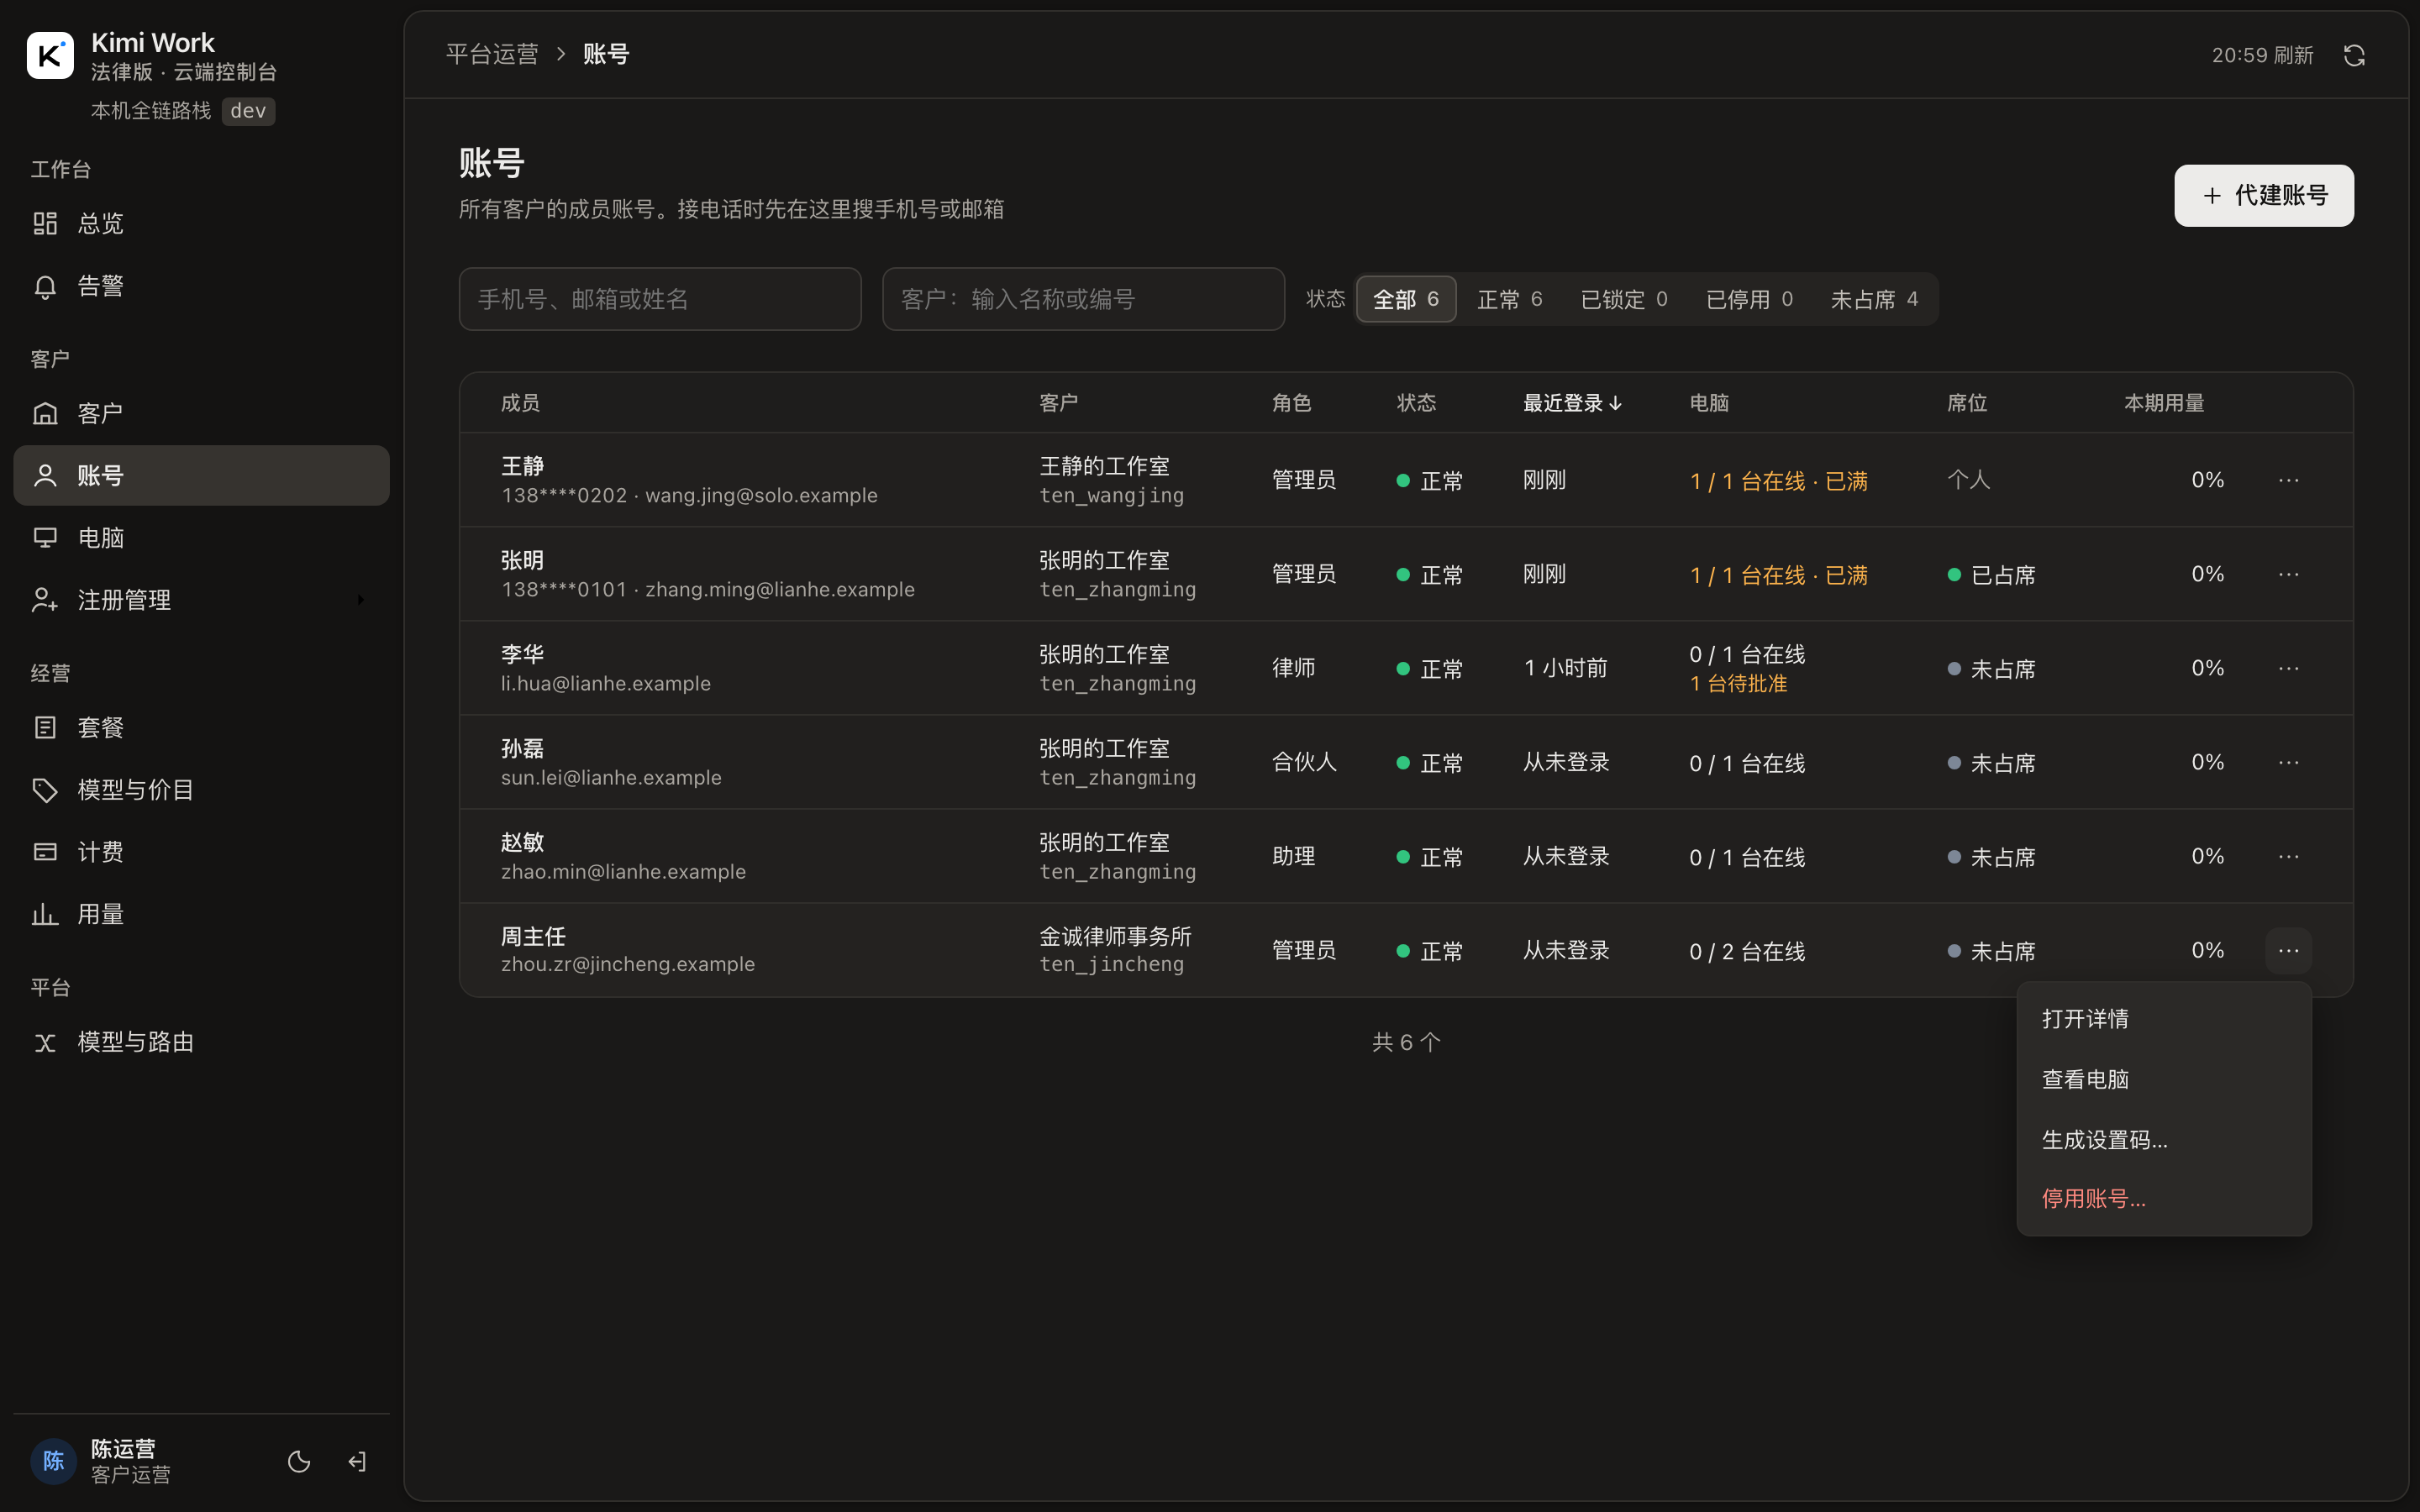 Kimi Work
法律版 · 云端控制台
本机全链路栈 dev
工作台
总览
告警
客户
客户
账号
电脑
注册管理
经营
套餐
模型与价目
计费
用量
平台
模型与路由
陈 陈运营
客户运营
平台运营 > 账号
20:59 刷新
账号
所有客户的成员账号。接电话时先在这里搜手机号或邮箱
+ 代建账号
手机号、邮箱或姓名
客户：输入名称或编号
状态 全部 6 正常 6 已锁定 0 已停用 0 未占席 4
成员 客户 角色 状态 最近登录 ↓ 电脑 席位 本期用量
王静 王静的工作室 管理员 正常 刚刚 1 / 1 台在线 · 已满 个人 0% ···
138****0202 · wang.jing@solo.example ten_wangjing
张明 张明的工作室 管理员 正常 刚刚 1 / 1 台在线 · 已满 已占席 0% ···
138****0101 · zhang.ming@lianhe.example ten_zhangming
李华 张明的工作室 律师 正常 1 小时前 0 / 1 台在线 未占席 0% ···
li.hua@lianhe.example ten_zhangming 1 台待批准
孙磊 张明的工作室 合伙人 正常 从未登录 0 / 1 台在线 未占席 0% ···
sun.lei@lianhe.example ten_zhangming
赵敏 张明的工作室 助理 正常 从未登录 0 / 1 台在线 未占席 0% ···
zhao.min@lianhe.example ten_zhangming
周主任 金诚律师事务所 管理员 正常 从未登录 0 / 2 台在线 未占席 0% ···
zhou.zr@jincheng.example ten_jincheng
共 6 个
打开详情
查看电脑
生成设置码...
停用账号...